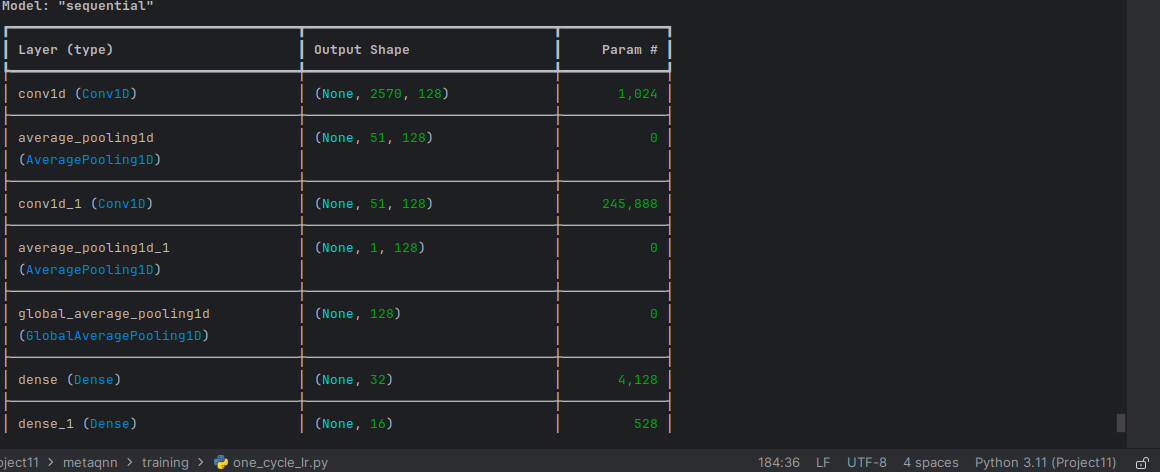 Model: "sequential"
Layer (type) Output Shape Param #
conv1d (Conv1D) (None, 2570, 128) 1,024
average_pooling1d (None, 51, 128) 0
(AveragePooling1D)
conv1d_1 (Conv1D) (None, 51, 128) 245,888
average_pooling1d_1 (None, 1, 128) 0
(AveragePooling1D)
global_average_pooling1d (None, 128) 0
(GlobalAveragePooling1D)
dense (Dense) (None, 32) 4,128
dense_1 (Dense) (None, 16) 528
oject11 > metaqnn > training > one_cycle_lr.py 184:36 LF UTF-8 4 spaces Python 3.11 (Project11)